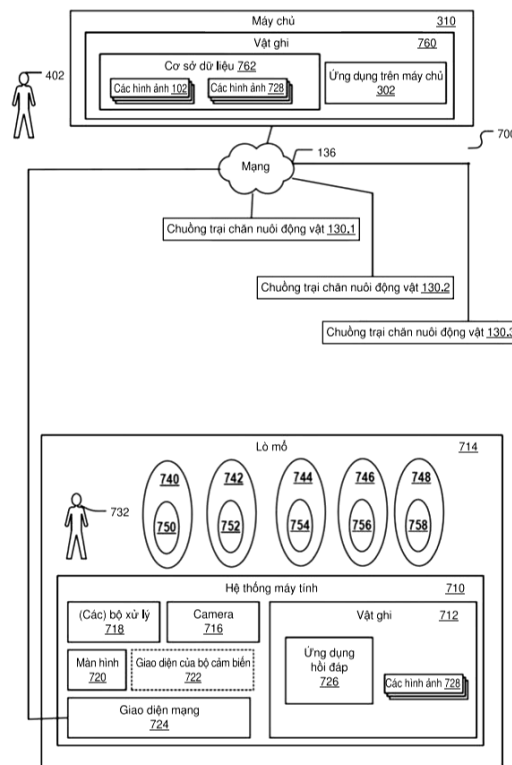 Máy chủ 310
Vật ghi 760
Cơ sở dữ liệu 762
Các hình ảnh 102
Các hình ảnh 728
Ứng dụng trên máy chủ
302
402
700
136
Mạng
Chuồng trại chăn nuôi động vật 130.1
Chuồng trại chăn nuôi động vật 130.2
Chuồng trại chăn nuôi động vật 130.3
Lò mổ 714
740 742 744 746 748
732
750 752 754 756 758
Hệ thống máy tính 710
(Các) bộ xử lý
718
Camera
716
Vật ghi 712
Màn hình
720
Giao diện của bộ cảm biến
722
Ứng dụng
hồi đáp
726
Các hình ảnh 728
Giao diện mạng
724